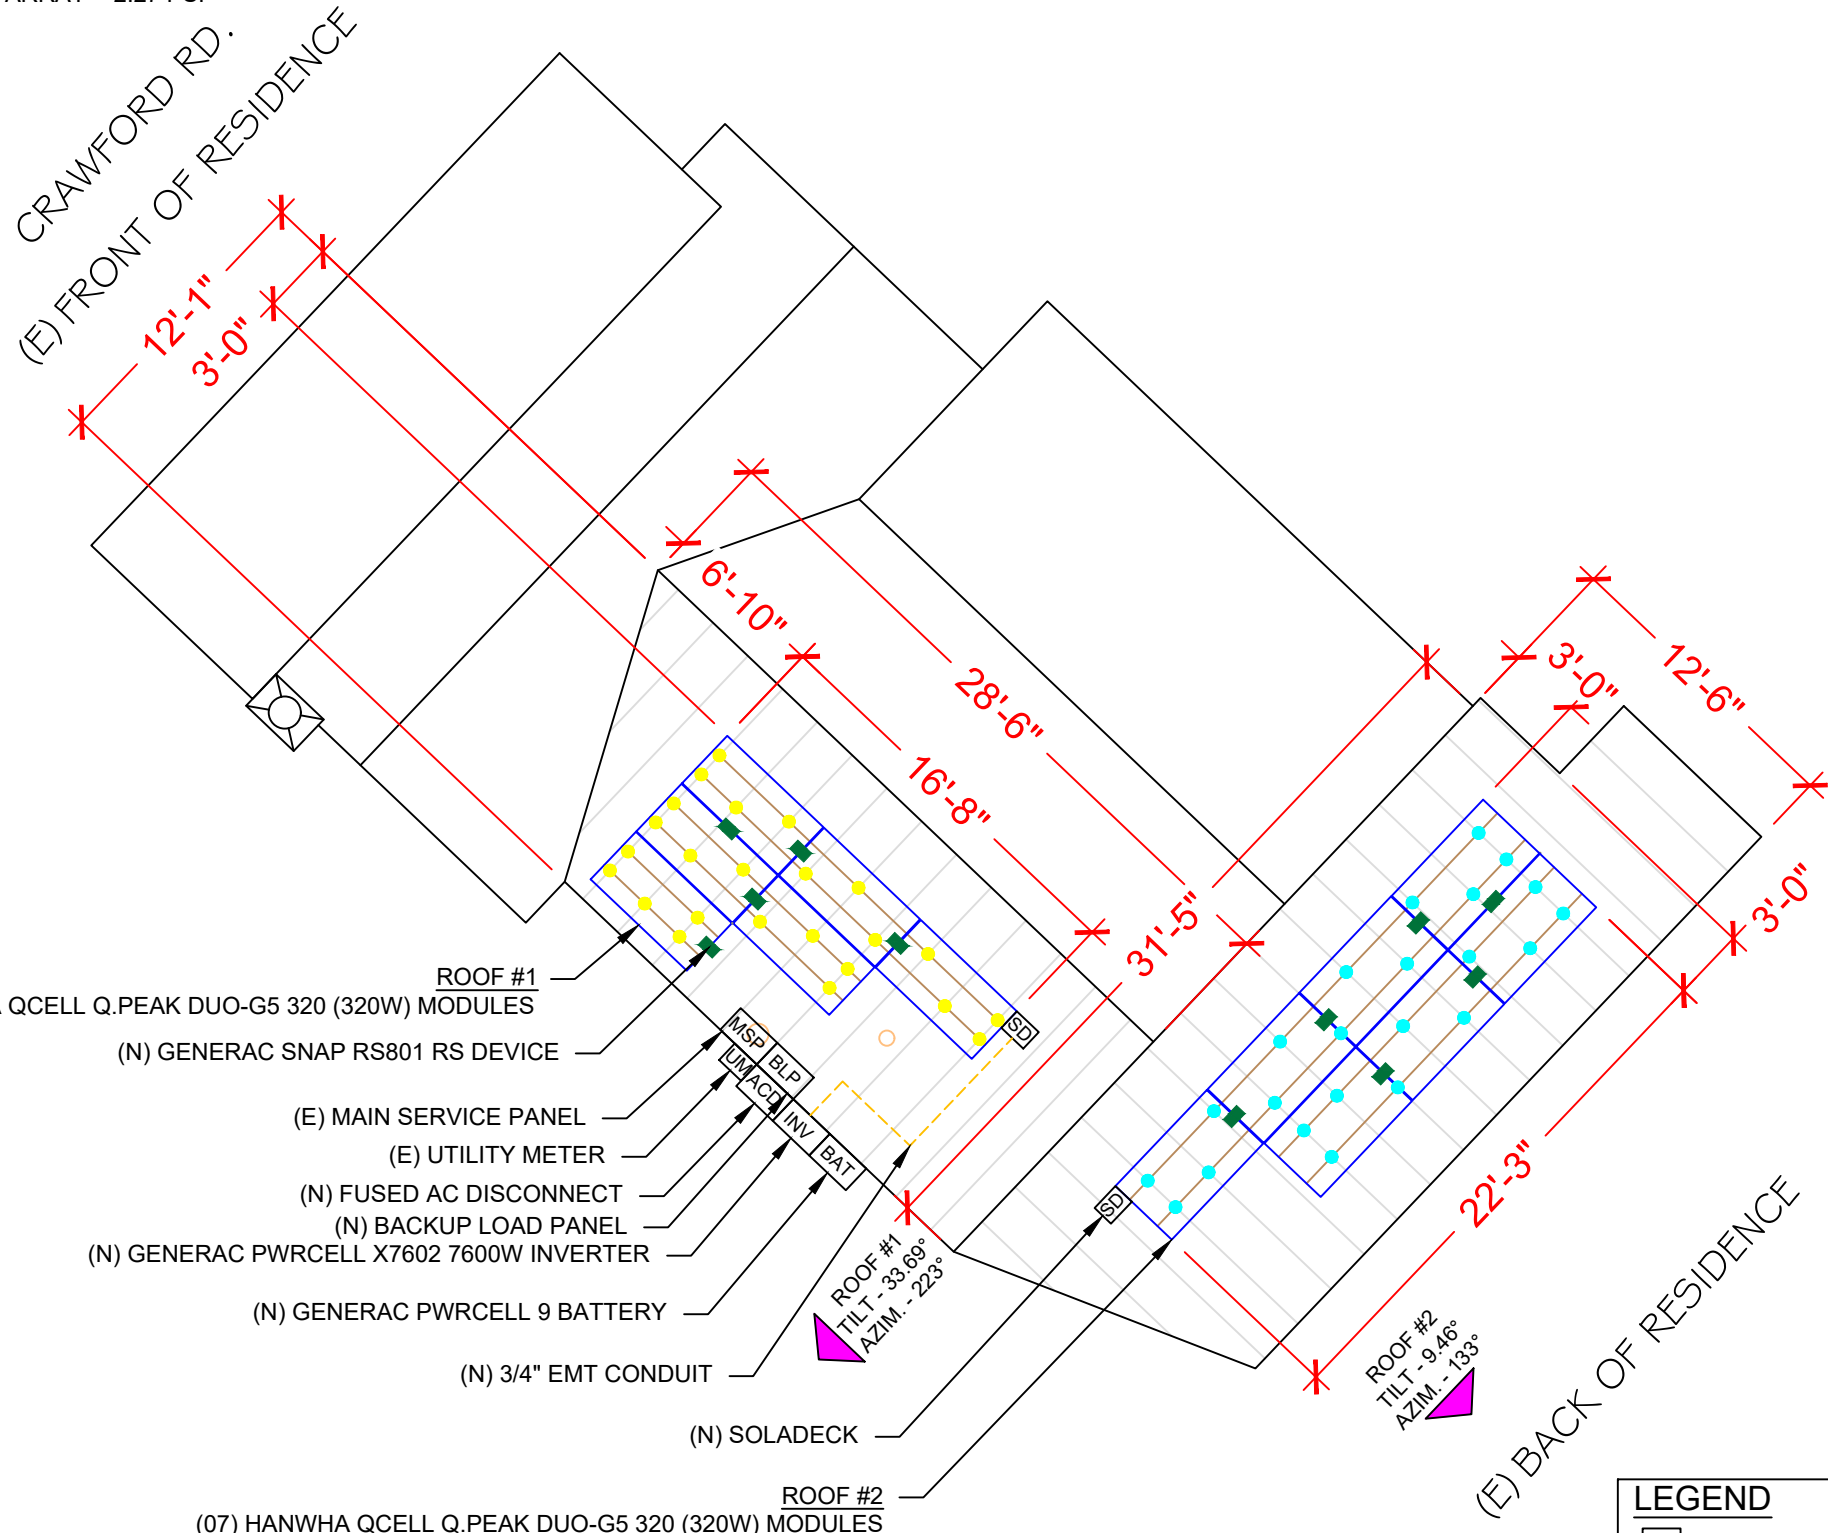 CRAWFORD RD.
(E) FRONT OF RESIDENCE
12'-1"
3'-0"
6'-10"
28'-6"
16'-8"
31'-5"
3'-0"
12'-6"
3'-0"
22'-3"
ROOF #1
QCELL Q.PEAK DUO-G5 320 (320W) MODULES
(N) GENERAC SNAP RS801 RS DEVICE
(E) MAIN SERVICE PANEL
(E) UTILITY METER
(N) FUSED AC DISCONNECT
(N) BACKUP LOAD PANEL
(N) GENERAC PWRCELL X7602 7600W INVERTER
(N) GENERAC PWRCELL 9 BATTERY
(N) 3/4" EMT CONDUIT
(N) SOLADECK
ROOF #2
(07) HANWHA QCELL Q.PEAK DUO-G5 320 (320W) MODULES
MSP
BLP
UM
ACD
INV
BAT
SD
SD
ROOF #1
TILT - 33.69°
AZIM. - 223°
ROOF #2
TILT - 9.46°
AZIM. - 133°
(E) BACK OF RESIDENCE
LEGEND